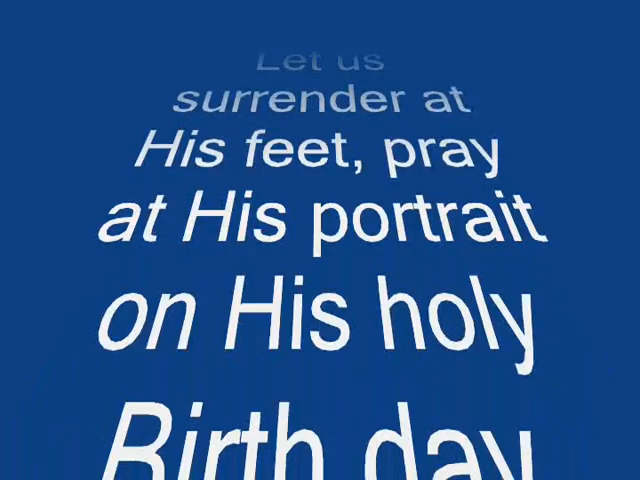 Let us
surrender at
His feet, pray
at His portrait
on His holy
Birth day